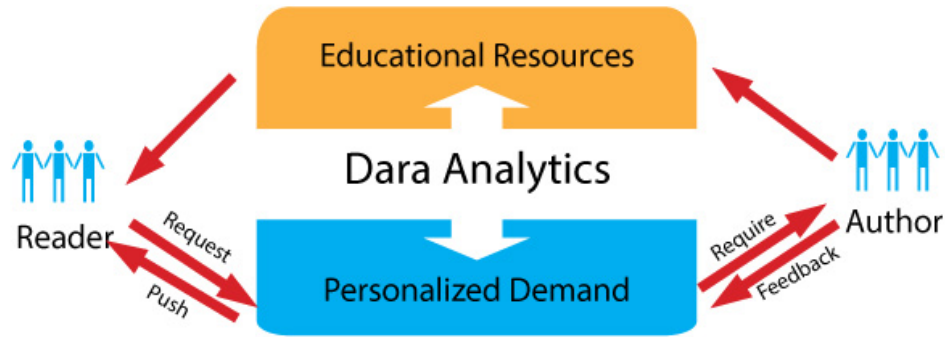 Educational Resources
Dara Analytics
Reader
Author
Request
Push
Require
Feedback
Personalized Demand